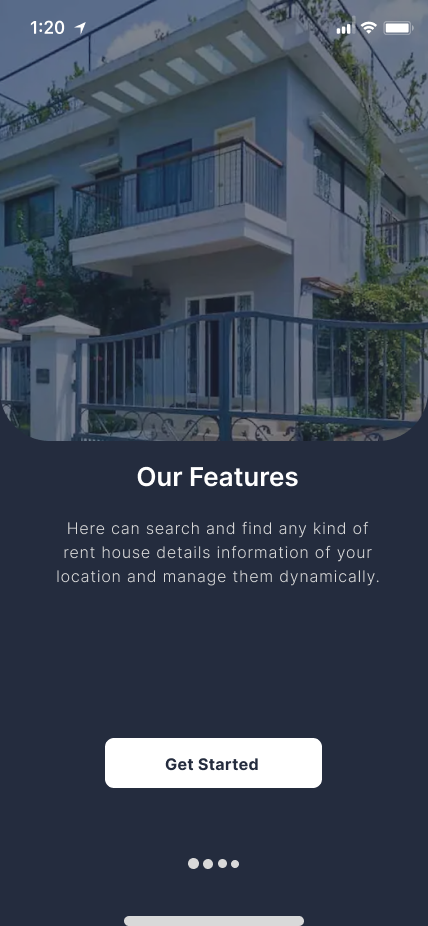 1:20
Our Features
Here can search and find any kind of
rent house details information of your
location and manage them dynamically.
Get Started